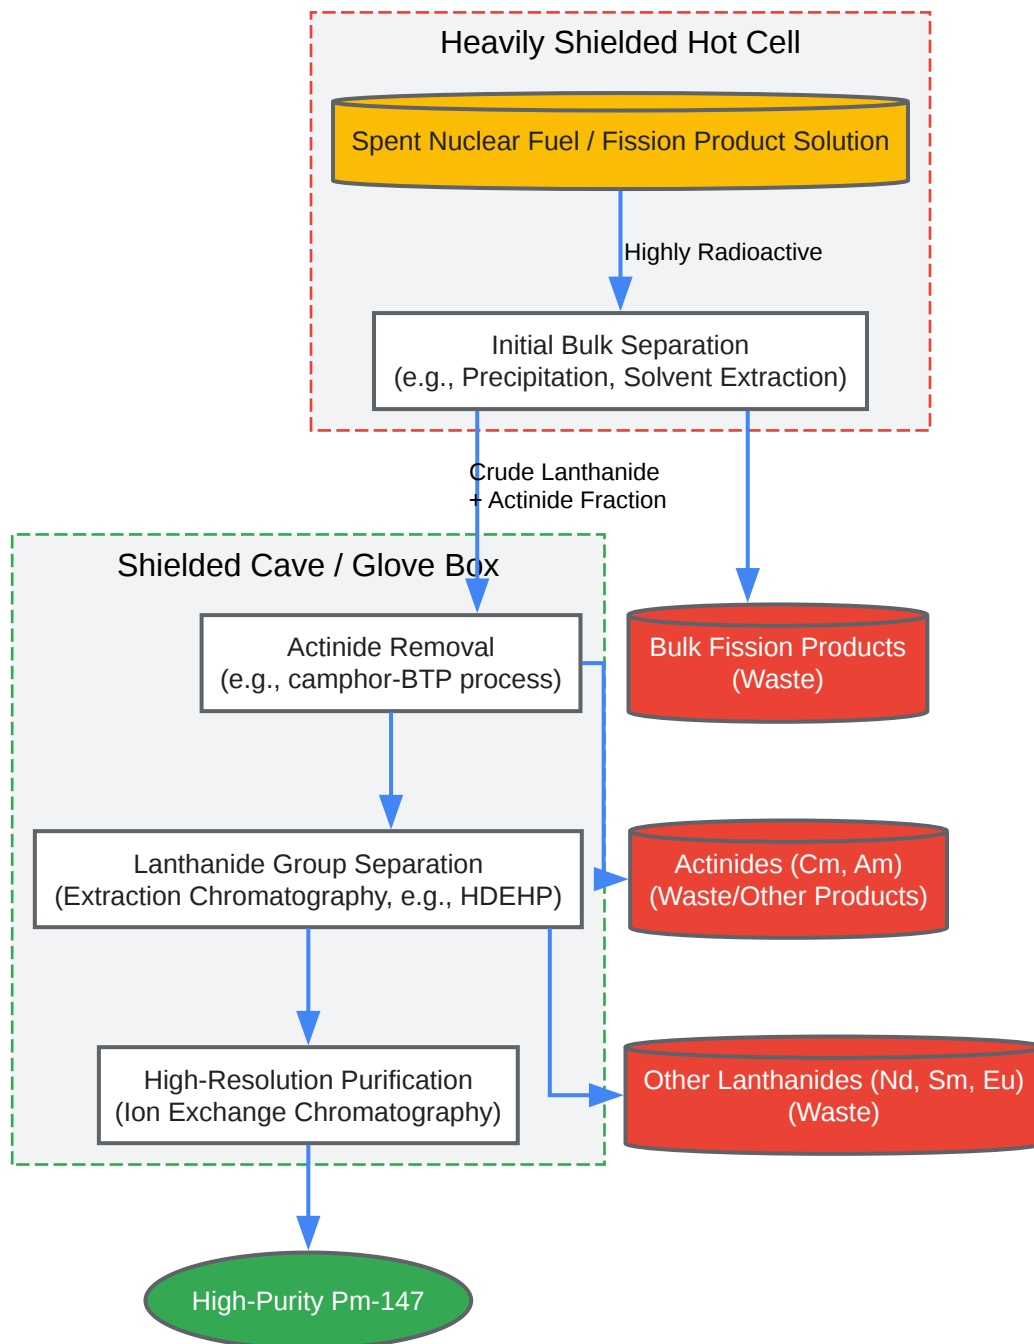 Heavily Shielded Hot Cell
Spent Nuclear Fuel / Fission Product Solution
Highly Radioactive
Initial Bulk Separation
(e.g., Precipitation, Solvent Extraction)
Crude Lanthanide
+ Actinide Fraction
Shielded Cave / Glove Box
Actinide Removal
(e.g., camphor-BTP process)
Bulk Fission Products
(Waste)
Lanthanide Group Separation
(Extraction Chromatography, e.g., HDEHP)
Actinides (Cm, Am)
(Waste/Other Products)
High-Resolution Purification
(Ion Exchange Chromatography)
Other Lanthanides (Nd, Sm, Eu)
(Waste)
High-Purity Pm-147